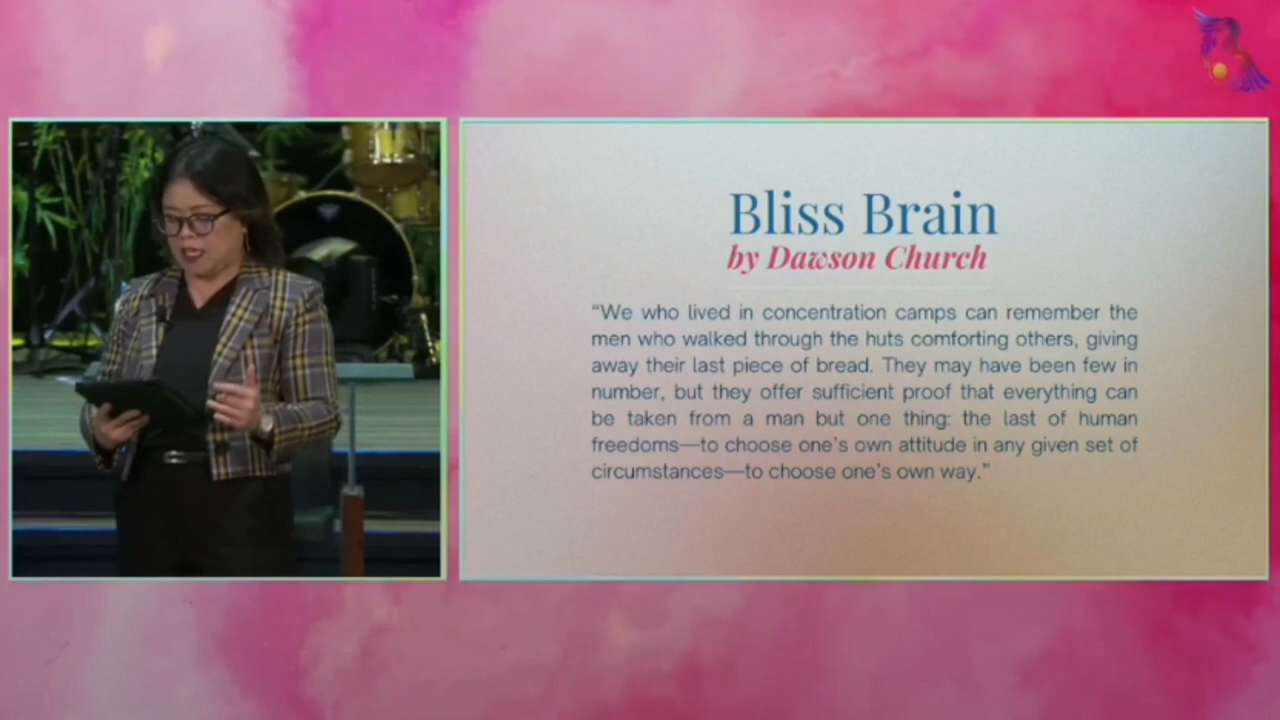 Bliss Brain
by Dawson Church
“We who lived in concentration camps can remember the
men who walked through the huts comforting others, giving
away their last piece of bread. They may have been few in
number, but they offer sufficient proof that everything can
be taken from a man but one thing: the last of human
freedoms—to choose one’s own attitude in any given set of
circumstances—to choose one’s own way.”